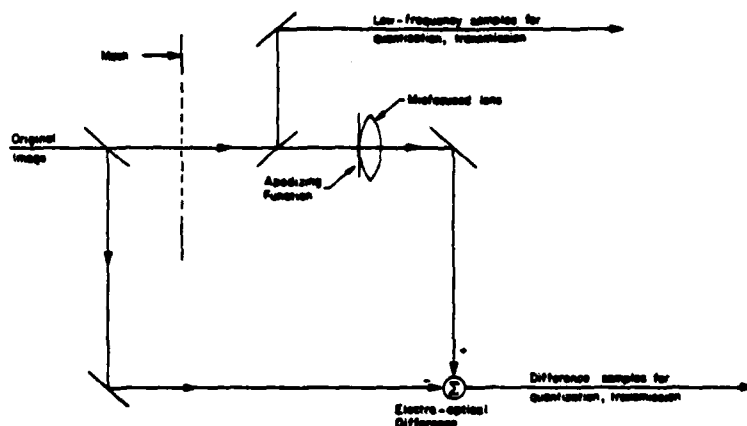 Low-frequency samples for
quantization, transmission
Mask
Misfocused lens
Original
Image
Apodizing
Function
+
-
Σ
Difference samples for
quantization, transmission
Electro-optical
Difference